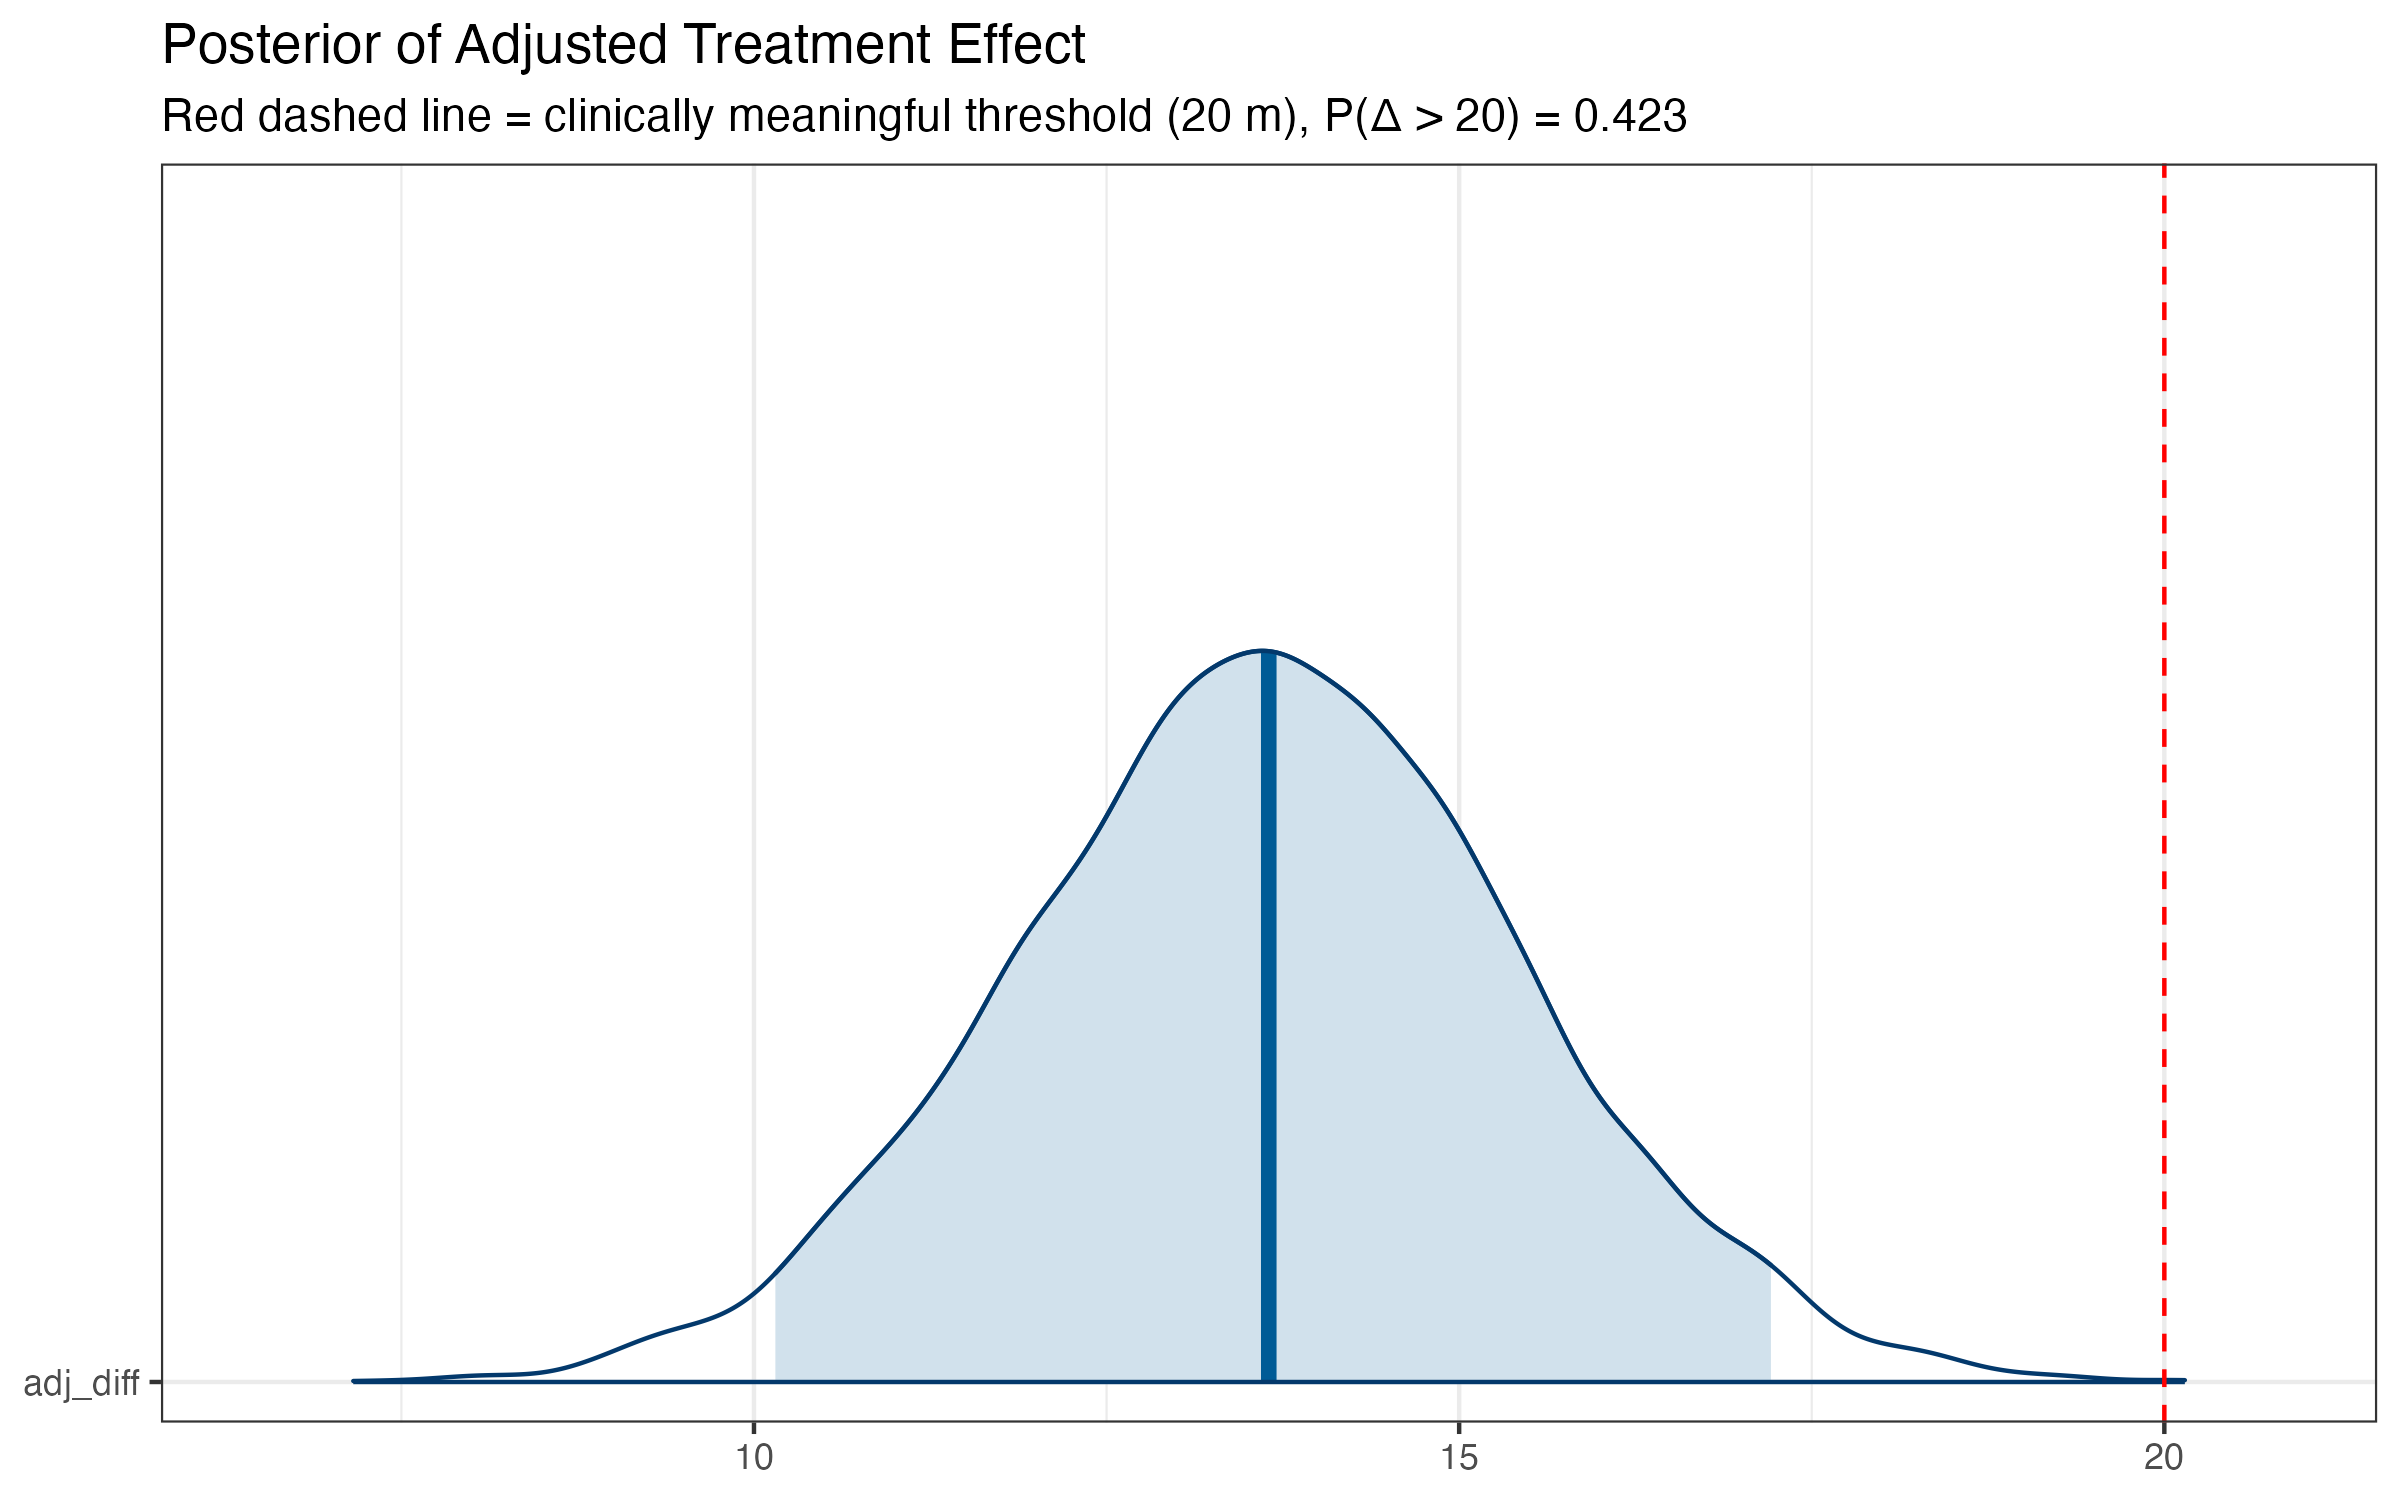 Posterior of Adjusted Treatment Effect
Red dashed line = clinically meaningful threshold (20 m), P(Δ > 20) = 0.423
adj_diff
10
15
20